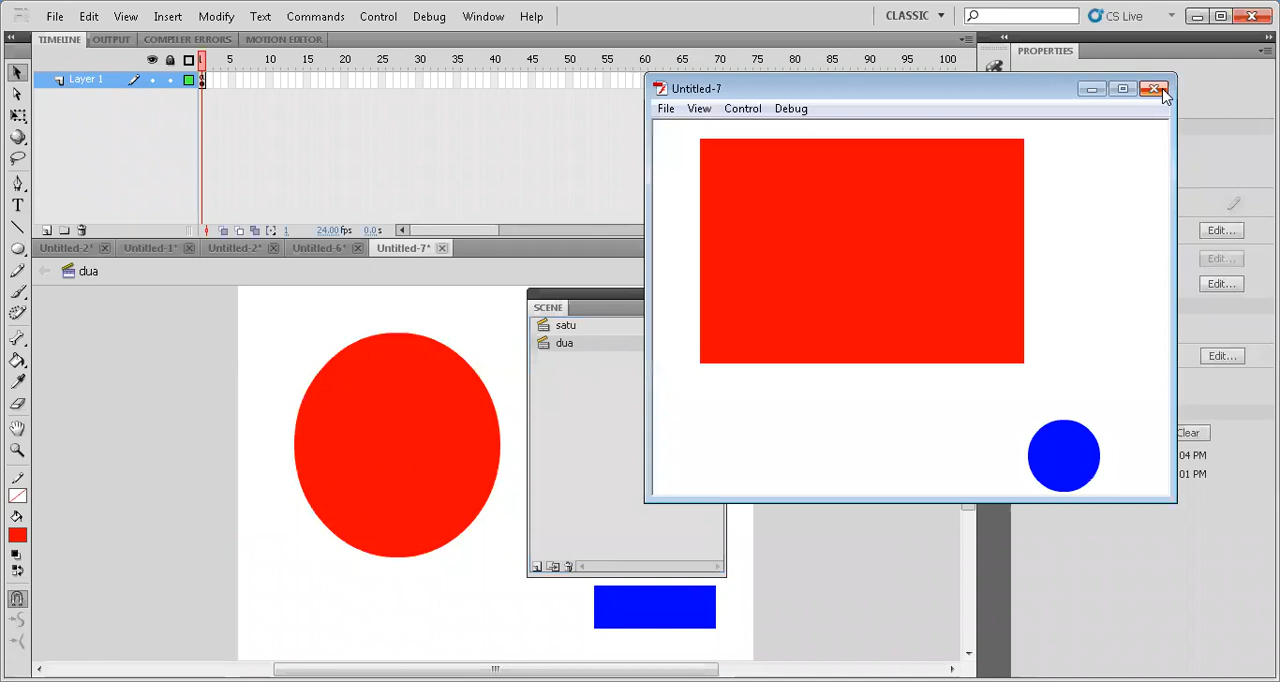 File Edit View Insert Modify Text Commands Control Debug Window Help CLASSIC CS Live
TIMELINE OUTPUT COMPILER ERRORS MOTION EDITOR PROPERTIES
1 5 10 15 20 25 30 35 40 45 50 55 60 65 70 75 80 85 90 95 100
Layer 1
Untitled-7
File View Control Debug
1 24.00 fps 0.0 s
Edit...
Untitled-2* Untitled-1* Untitled-2* Untitled-6* Untitled-7*
Edit...
dua
Edit...
SCENE
satu
dua
Edit...
Clear
04 PM
01 PM